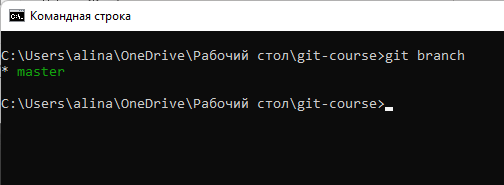 Командная строка
C:\Users\alina\OneDrive\Рабочий стол\git-course>git branch
* master
C:\Users\alina\OneDrive\Рабочий стол\git-course>